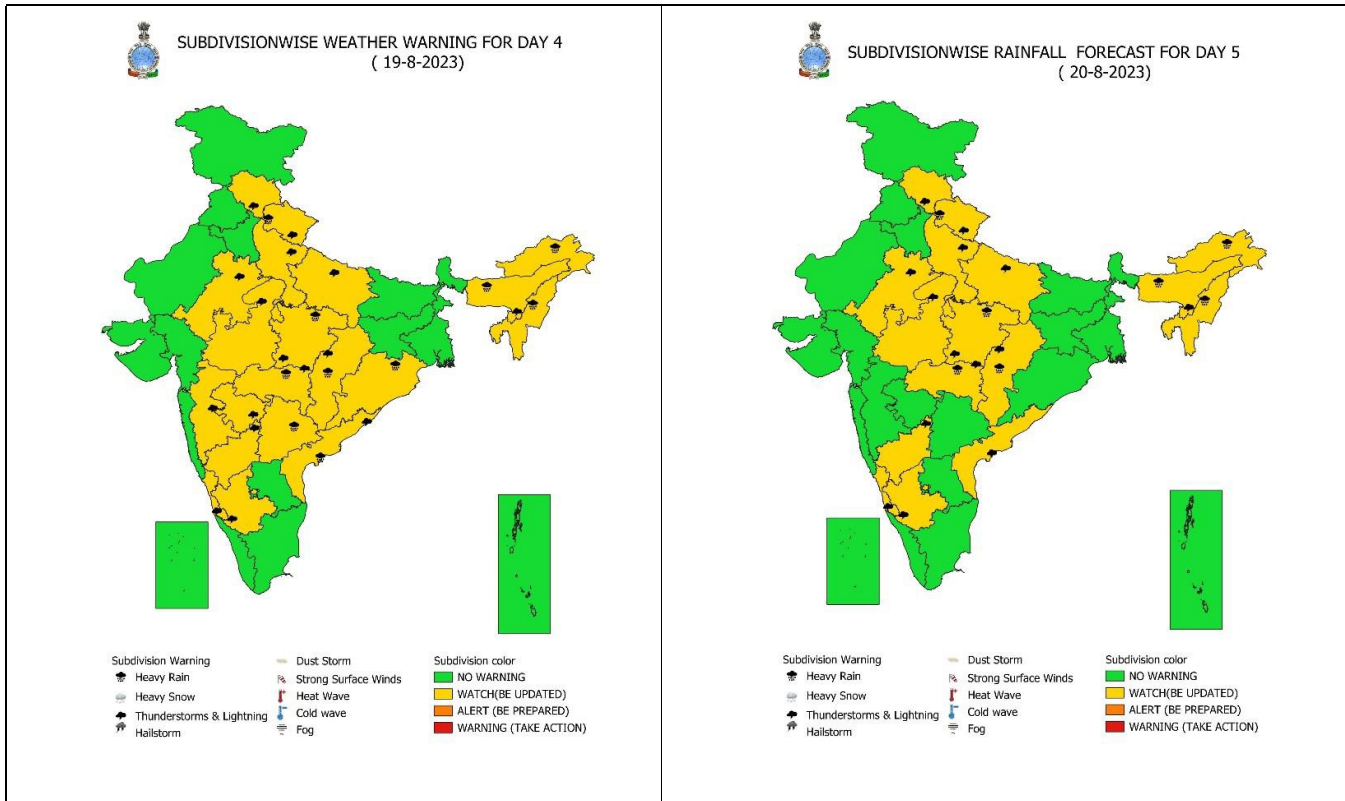 SUBDIVISIONWISE WEATHER WARNING FOR DAY 4
( 19-8-2023)
Subdivision Warning
Heavy Rain
Heavy Snow
Thunderstorms & Lightning
Hailstorm
Dust Storm
Strong Surface Winds
Heat Wave
Cold wave
Fog
Subdivision color
NO WARNING
WATCH(BE UPDATED)
ALERT (BE PREPARED)
WARNING (TAKE ACTION)
SUBDIVISIONWISE RAINFALL FORECAST FOR DAY 5
( 20-8-2023)
Subdivision Warning
Heavy Rain
Heavy Snow
Thunderstorms & Lightning
Hailstorm
Dust Storm
Strong Surface Winds
Heat Wave
Cold wave
Fog
Subdivision color
NO WARNING
WATCH(BE UPDATED)
ALERT (BE PREPARED)
WARNING (TAKE ACTION)